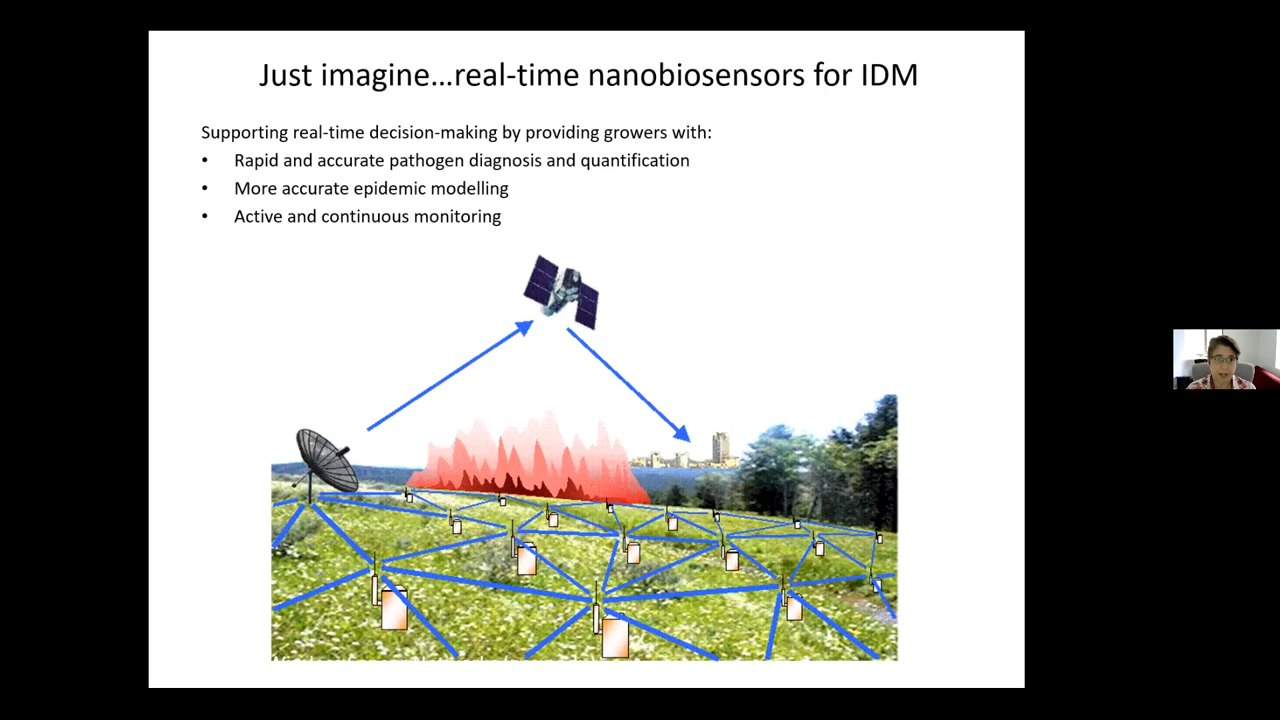 Just imagine...real-time nanobiosensors for IDM
Supporting real-time decision-making by providing growers with:
• Rapid and accurate pathogen diagnosis and quantification
• More accurate epidemic modelling
• Active and continuous monitoring